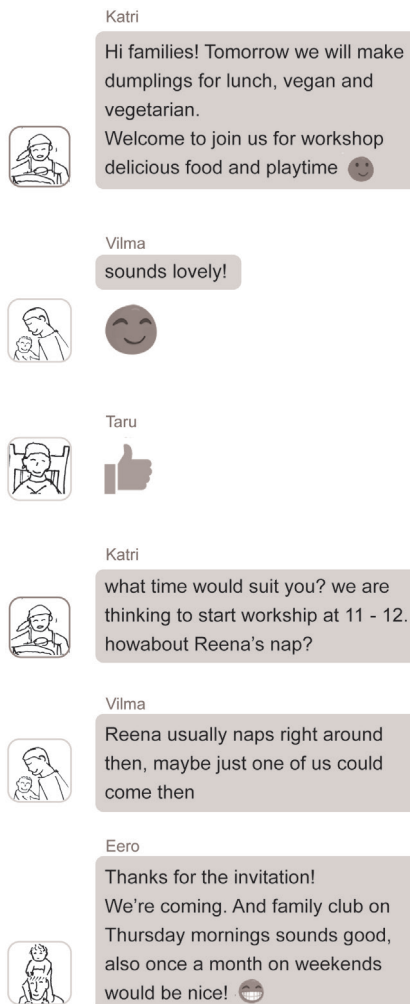 Katri
Hi families! Tomorrow we will make
dumplings for lunch, vegan and
vegetarian.
Welcome to join us for workshop
delicious food and playtime
Vilma
sounds lovely!
Taru
Katri
what time would suit you? we are
thinking to start workship at 11 - 12.
howabout Reena's nap?
Vilma
Reena usually naps right around
then, maybe just one of us could
come then
Eero
Thanks for the invitation!
We're coming. And family club on
Thursday mornings sounds good,
also once a month on weekends
would be nice!